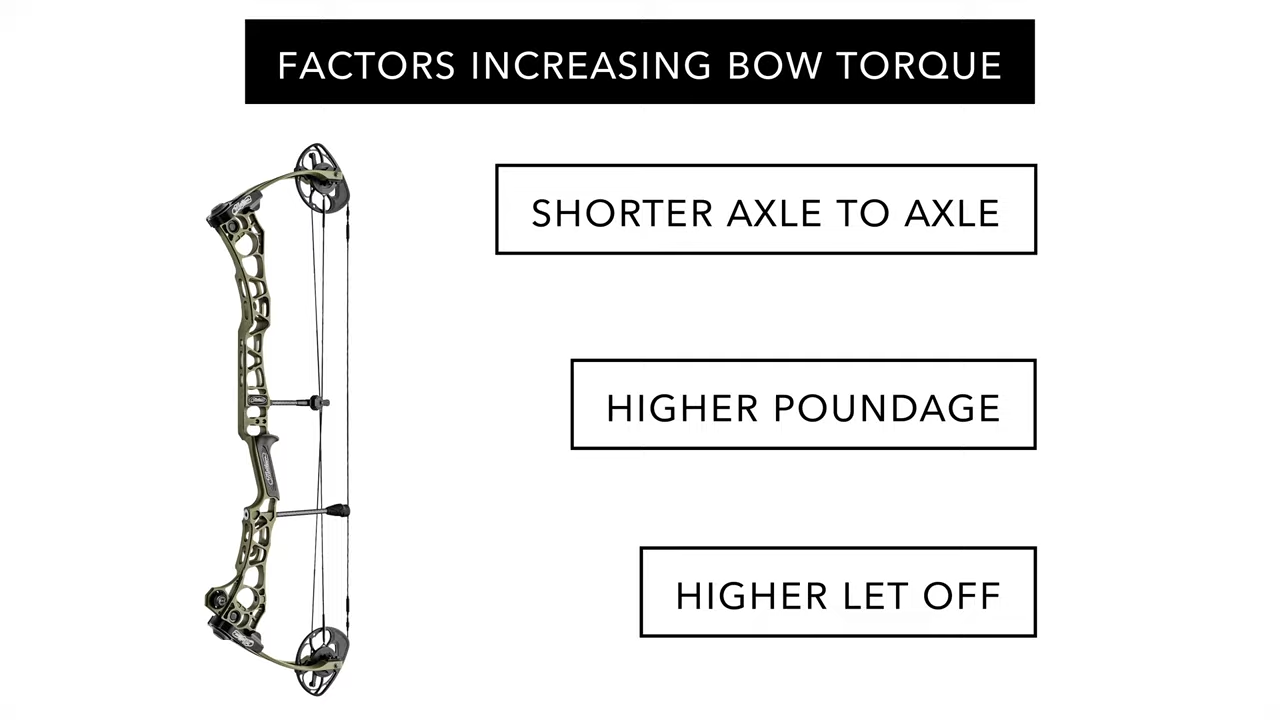 FACTORS INCREASING BOW TORQUE
SHORTER AXLE TO AXLE
HIGHER POUNDAGE
HIGHER LET OFF